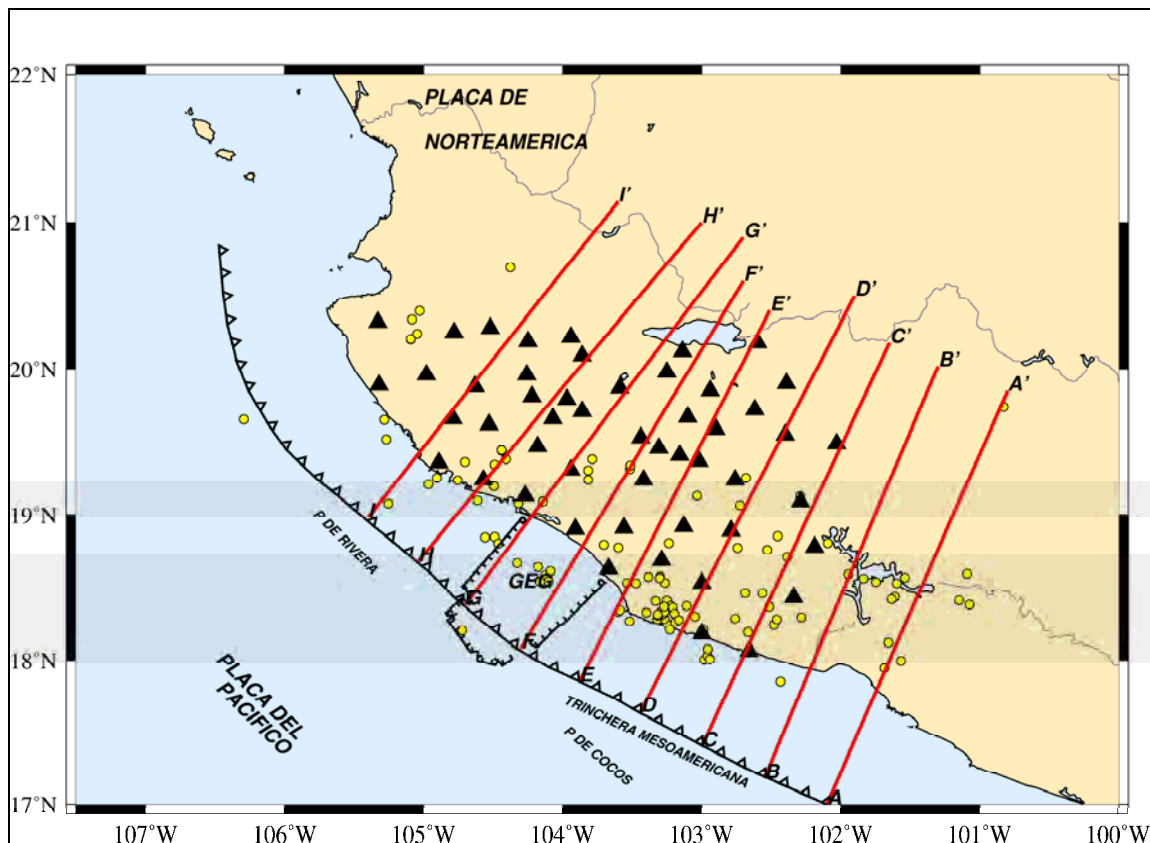 22°N
21°N
20°N
19°N
18°N
17°N
PLACA DE
NORTEAMERICA
I'
H'
G'
F'
E'
D'
C'
B'
A'
I
H
G
F
E
D
C
B
A
GEG
P DE RIVERA
PLACA DEL
PACIFICO
TRINCHERA MESOAMERICANA
P DE COCOS
107°W
106°W
105°W
104°W
103°W
102°W
101°W
100°W